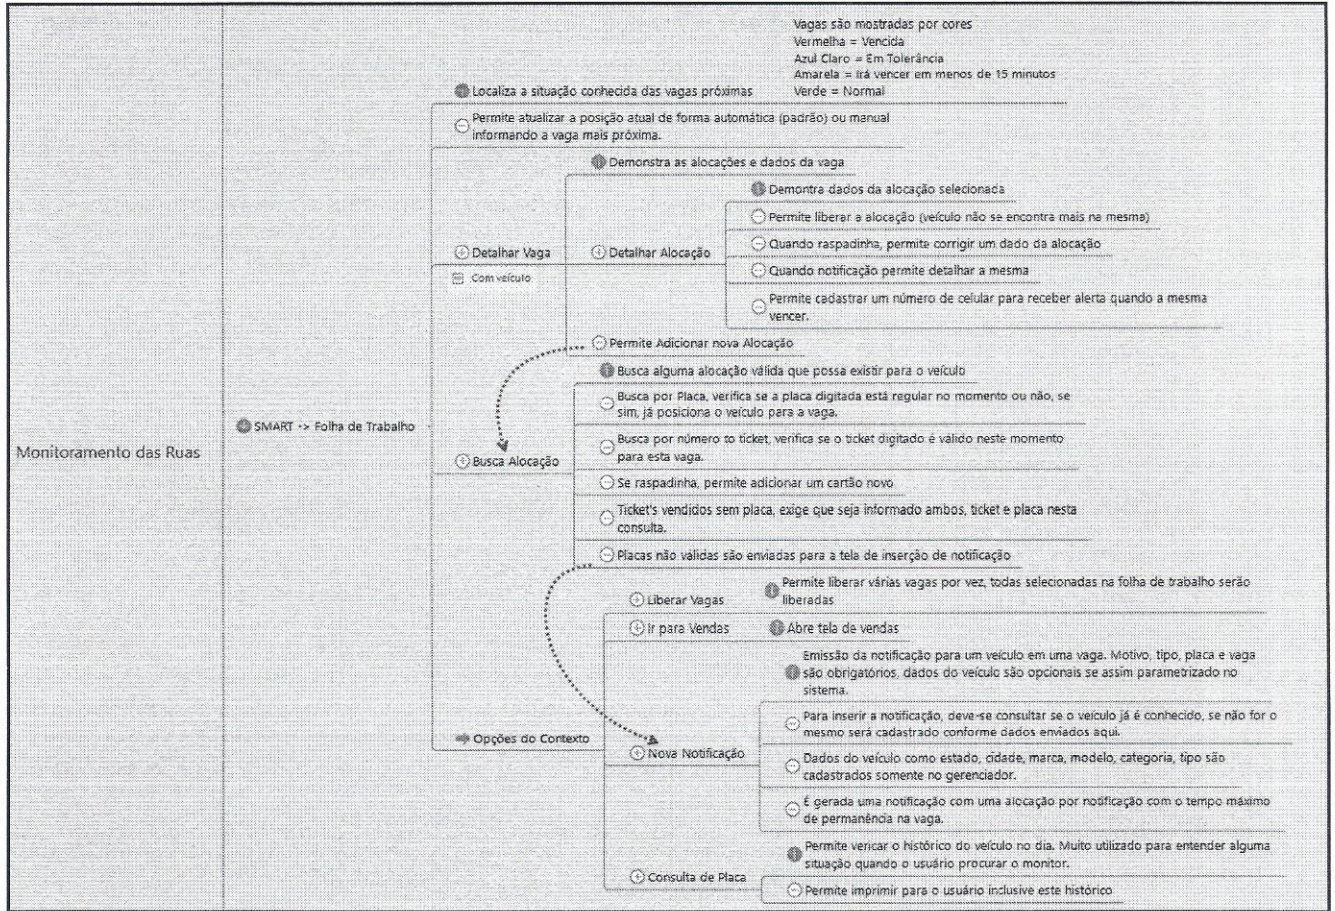 Monitoramento das Ruas
SMART -> Folha de Trabalho
Vagas são mostradas por cores
Vermelha = Vencida
Azul Claro = Em Tolerância
Amarela = Irá vencer em menos de 15 minutos
Verde = Normal
Localiza a situação conhecida das vagas próximas
Permite atualizar a posição atual de forma automática (padrão) ou manual
informando a vaga mais próxima.
Detalhar Vaga
Com veículo
Demonstra as alocações e dados da vaga
Detalhar Alocação
Demontra dados da alocação selecionada
Permite liberar a alocação (veículo não se encontra mais na mesma)
Quando raspadinha, permite corrigir um dado da alocação
Quando notificação permite detalhar a mesma
Permite cadastrar um número de celular para receber alerta quando a mesma
vencer.
Permite Adicionar nova Alocação
Busca Alocação
Busca alguma alocação válida que possa existir para o veículo
Busca por Placa, verifica se a placa digitada está regular no momento ou não, se
sim, já posiciona o veículo para a vaga.
Busca por número to ticket, verifica se o ticket digitado é válido neste momento
para esta vaga.
Se raspadinha, permite adicionar um cartão novo
Ticket's vendidos sem placa, exige que seja informado ambos, ticket e placa nesta
consulta.
Placas não validas são enviadas para a tela de inserção de notificação
Opções do Contexto
Liberar Vagas
Permite liberar várias vagas por vez, todas selecionadas na folha de trabalho serão
liberadas
Ir para Vendas
Abre tela de vendas
Nova Notificação
Emissão da notificação para um veículo em uma vaga. Motivo, tipo, placa e vaga
são obrigatórios, dados do veículo são opcionais se assim parametrizado no
sistema.
Para inserir a notificação, deve-se consultar se o veículo já é conhecido, se não for o
mesmo será cadastrado conforme dados enviados aqui.
Dados do veículo como estado, cidade, marca, modelo, categoria, tipo são
cadastrados somente no gerenciador.
É gerada uma notificação com uma alocação por notificação com o tempo máximo
de permanência na vaga.
Consulta de Placa
Permite vericar o histórico do veículo no dia. Muito utilizado para entender alguma
situação quando o usuário procurar o monitor.
Permite imprimir para o usuário inclusive este histórico